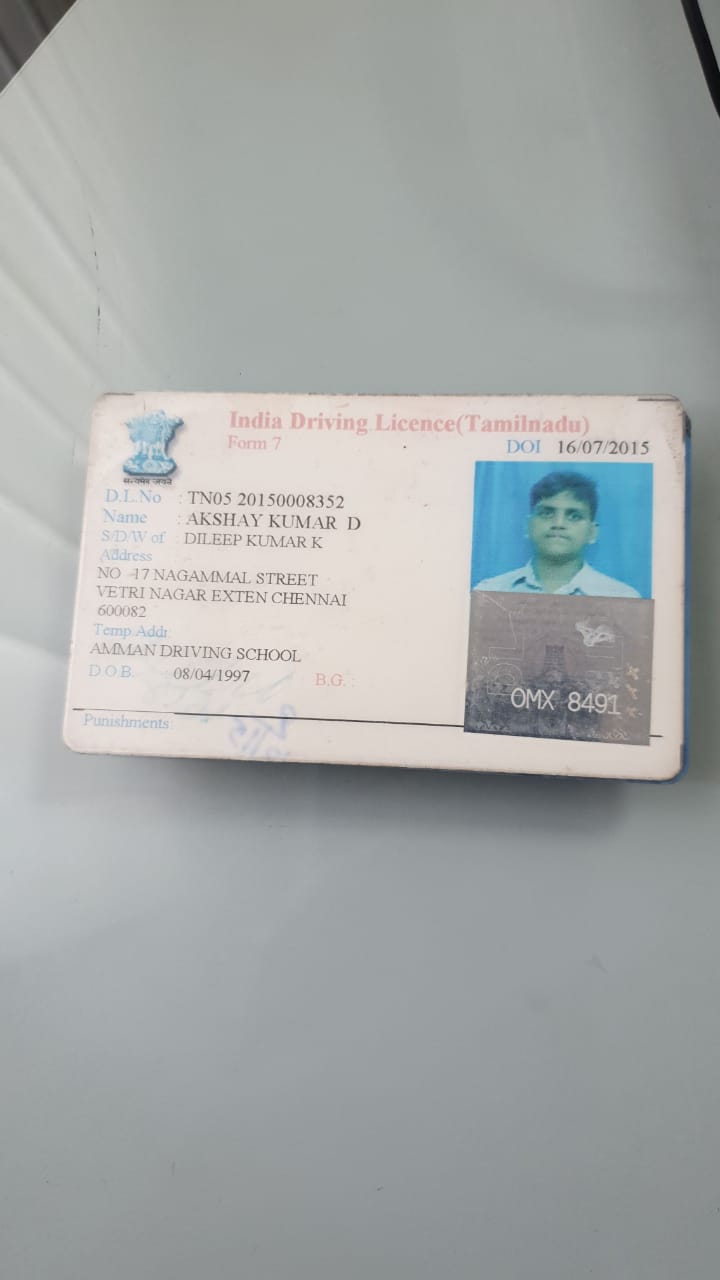 India Driving Licence(Tamilnadu)
Form 7
DOI 16/07/2015
सत्यमेव जयते
D.L.No : TN05 20150008352
Name : AKSHAY KUMAR D
S/D/W of : DILEEP KUMAR K
Address
NO 17 NAGAMMAL STREET
VETRI NAGAR EXTEN CHENNAI
600082
Temp.Addr:
AMMAN DRIVING SCHOOL
D.O.B. 08/04/1997 B.G. :
OMX 8491
Punishments: